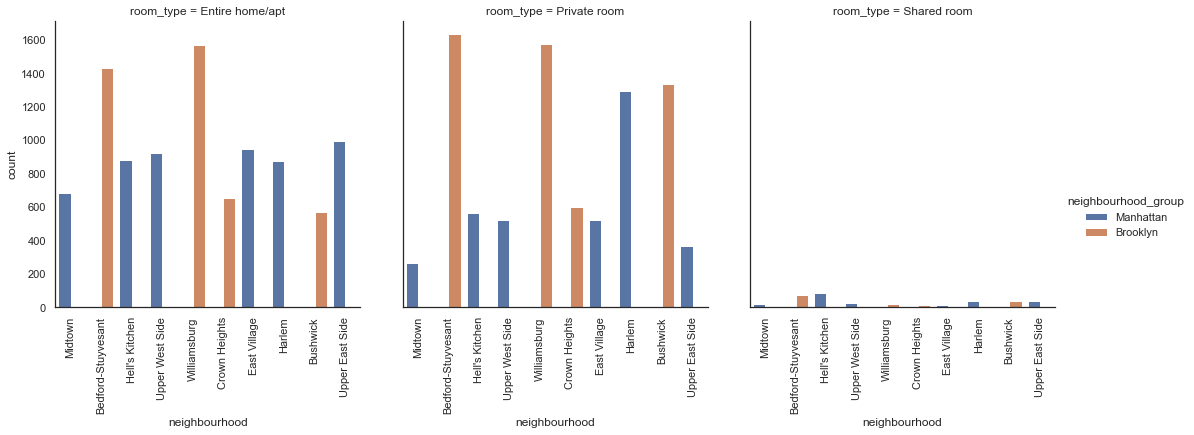 room_type = Entire home/apt
room_type = Private room
room_type = Shared room
count
1600
1400
1200
1000
800
600
400
200
0
Midtown
Bedford-Stuyvesant
Hell's Kitchen
Upper West Side
Williamsburg
Crown Heights
East Village
Harlem
Bushwick
Upper East Side
neighbourhood
Midtown
Bedford-Stuyvesant
Hell's Kitchen
Upper West Side
Williamsburg
Crown Heights
East Village
Harlem
Bushwick
Upper East Side
neighbourhood
Midtown
Bedford-Stuyvesant
Hell's Kitchen
Upper West Side
Williamsburg
Crown Heights
East Village
Harlem
Bushwick
Upper East Side
neighbourhood
neighbourhood_group
Manhattan
Brooklyn